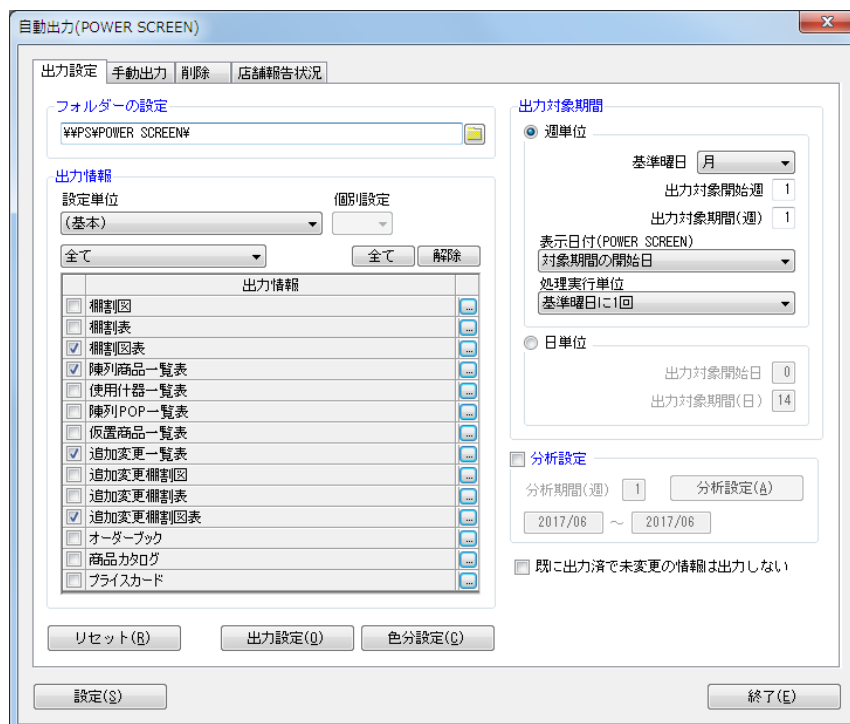 自動出力(POWER SCREEN)
x
出力設定 手動出力 削除 店舗報告状況
フォルダーの設定
¥¥PS¥POWER SCREEN¥
出力情報
設定単位 個別設定
(基本)
全て 全て 解除
出力情報
棚割図 ...
棚割表 ...
棚割図表 ...
陳列商品一覧表 ...
使用什器一覧表 ...
陳列POP一覧表 ...
仮置商品一覧表 ...
追加変更一覧表 ...
追加変更棚割図 ...
追加変更棚割表 ...
追加変更棚割図表 ...
オーダーブック ...
商品カタログ ...
プライスカード ...
リセット(R) 出力設定(O) 色分設定(C)
出力対象期間
週単位
基準曜日 月
出力対象開始週 1
出力対象期間(週) 1
表示日付(POWER SCREEN)
対象期間の開始日
処理実行単位
基準曜日に1回
日単位
出力対象開始日 0
出力対象期間(日) 14
分析設定
分析期間(週) 1 分析設定(A)
2017/06 ～ 2017/06
既に出力済で未変更の情報は出力しない
設定(S) 終了(E)